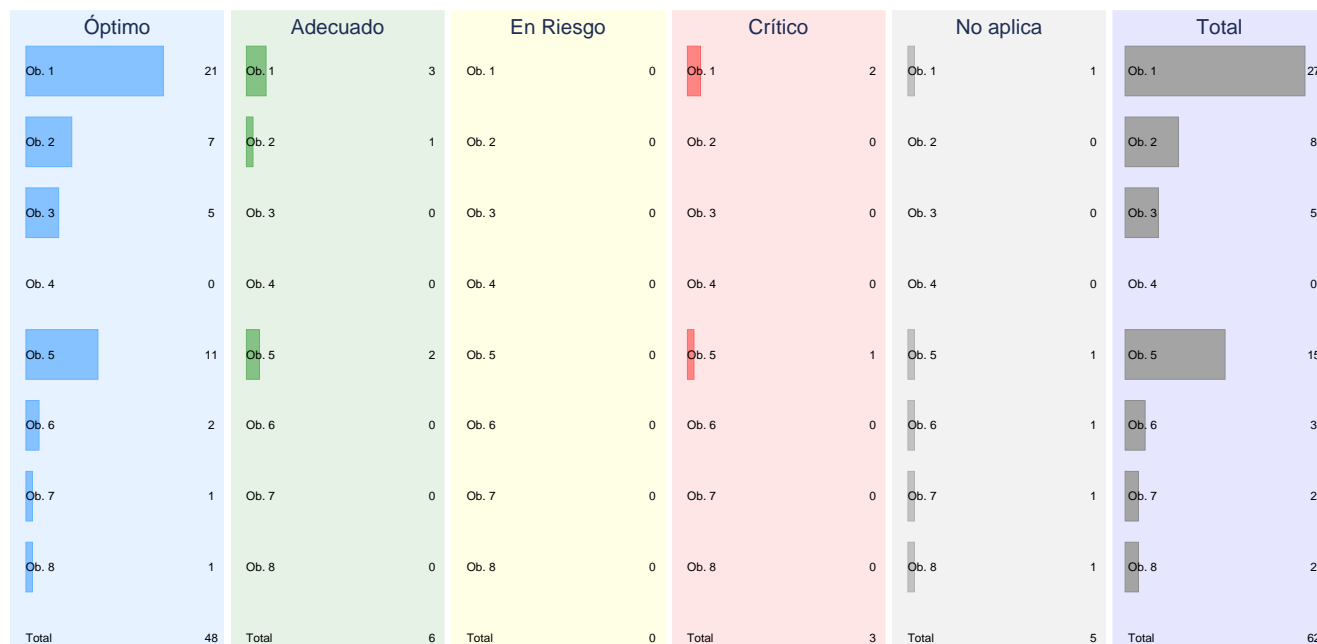 Óptimo Adecuado En Riesgo Crítico No aplica Total
Ob. 1 21 Ob. 1 3 Ob. 1 0 Ob. 1 2 Ob. 1 1 Ob. 1 27
Ob. 2 7 Ob. 2 1 Ob. 2 0 Ob. 2 0 Ob. 2 0 Ob. 2 8
Ob. 3 5 Ob. 3 0 Ob. 3 0 Ob. 3 0 Ob. 3 0 Ob. 3 5
Ob. 4 0 Ob. 4 0 Ob. 4 0 Ob. 4 0 Ob. 4 0 Ob. 4 0
Ob. 5 11 Ob. 5 2 Ob. 5 0 Ob. 5 1 Ob. 5 1 Ob. 5 15
Ob. 6 2 Ob. 6 0 Ob. 6 0 Ob. 6 0 Ob. 6 1 Ob. 6 3
Ob. 7 1 Ob. 7 0 Ob. 7 0 Ob. 7 0 Ob. 7 1 Ob. 7 2
Ob. 8 1 Ob. 8 0 Ob. 8 0 Ob. 8 0 Ob. 8 1 Ob. 8 2
Total 48 Total 6 Total 0 Total 3 Total 5 Total 62